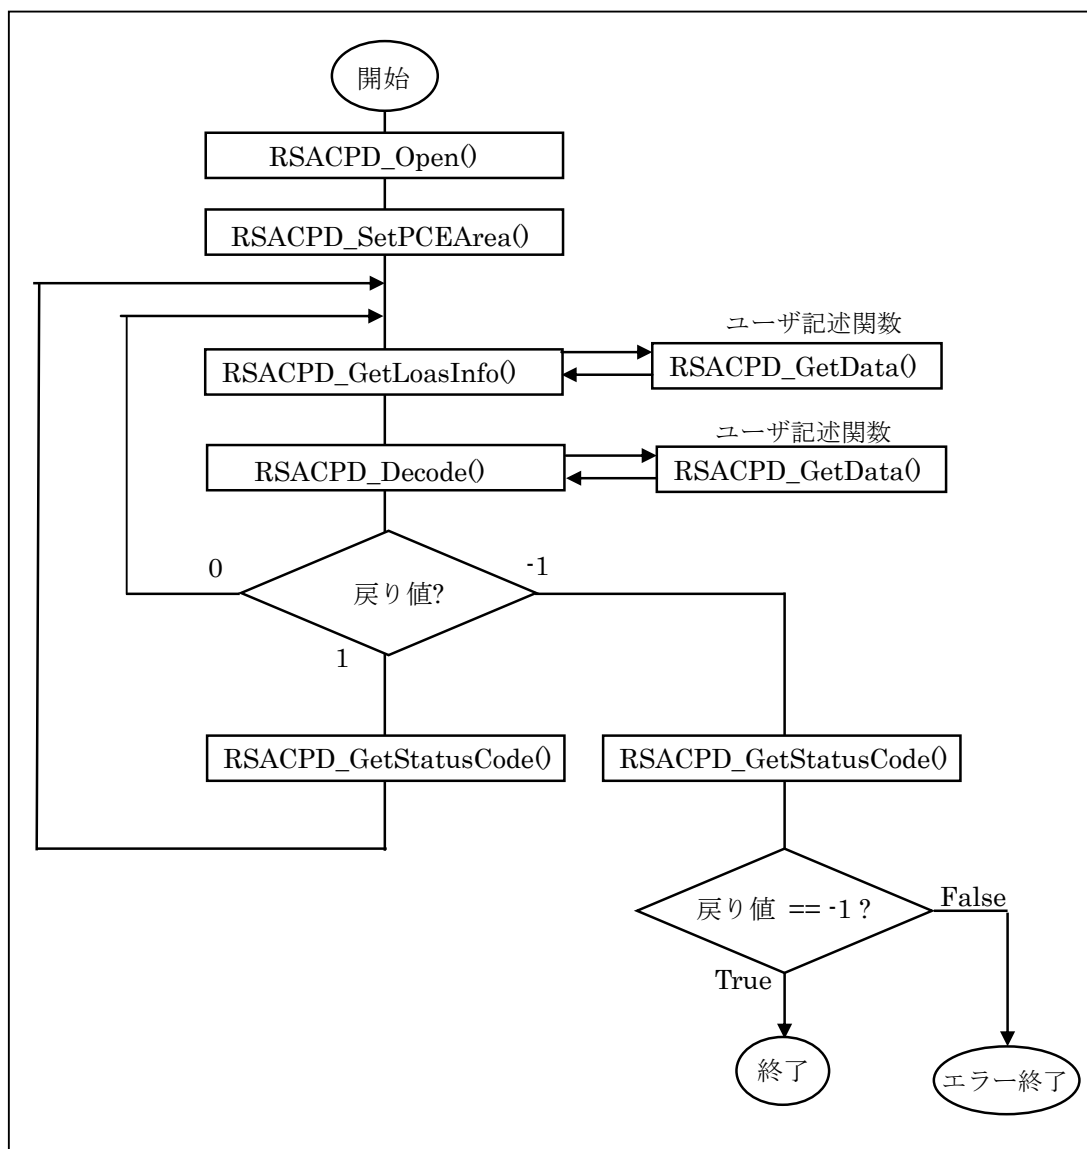 開始
RSACPD_Open()
RSACPD_SetPCEArea()
ユーザ記述関数
RSACPD_GetLoasInfo()
RSACPD_GetData()
ユーザ記述関数
RSACPD_Decode()
RSACPD_GetData()
0
-1
戻り値?
1
RSACPD_GetStatusCode()
RSACPD_GetStatusCode()
戻り値 == -1 ?
False
True
終了
エラー終了